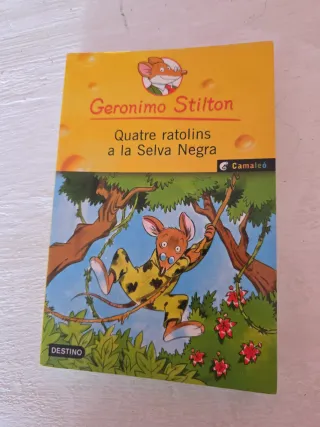 Geronimo Stilton
Quatre ratolins
a la Selva Negra
Camaleó
DESTINO